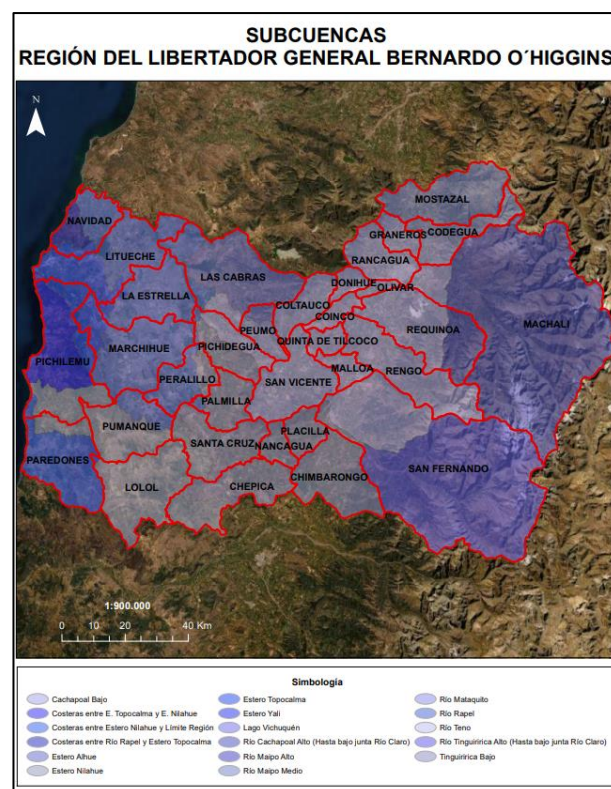 SUBCUENCAS
REGIÓN DEL LIBERTADOR GENERAL BERNARDO O´HIGGINS
N
MOSTAZAL
NAVIDAD
GRANEROS
CODEGUA
LITUECHE
RANCAGUA
LAS CABRAS
DONIHUE
OLIVAR
LA ESTRELLA
COLTAUCO
COINCO
MACHALI
PEUMO
REQUINOA
QUINTA DE TILCOCO
PICHIDEGUA
MARCHIHUE
PICHILEMU
MALLOA
RENGO
PERALILLO
SAN VICENTE
PALMILLA
PUMANQUE
PLACILLA
SANTA CRUZ
NANCAGUA
PAREDONES
SAN FERNANDO
CHIMBARONGO
LOLOL
CHEPICA
1:900.000
0 10 20 40 Km
Simbología
Cachapoal Bajo
Costeras entre E. Topocalma y E. Nilahue
Costeras entre Estero Nilahue y Límite Región
Costeras entre Río Rapel y Estero Topocalma
Estero Alhue
Estero Nilahue
Estero Topocalma
Estero Yali
Lago Vichuquén
Río Cachapoal Alto (Hasta bajo junta Río Claro)
Río Maipo Alto
Río Maipo Medio
Río Mataquito
Río Rapel
Río Teno
Río Tinguiririca Alto (Hasta bajo junta Río Claro)
Tinguiririca Bajo